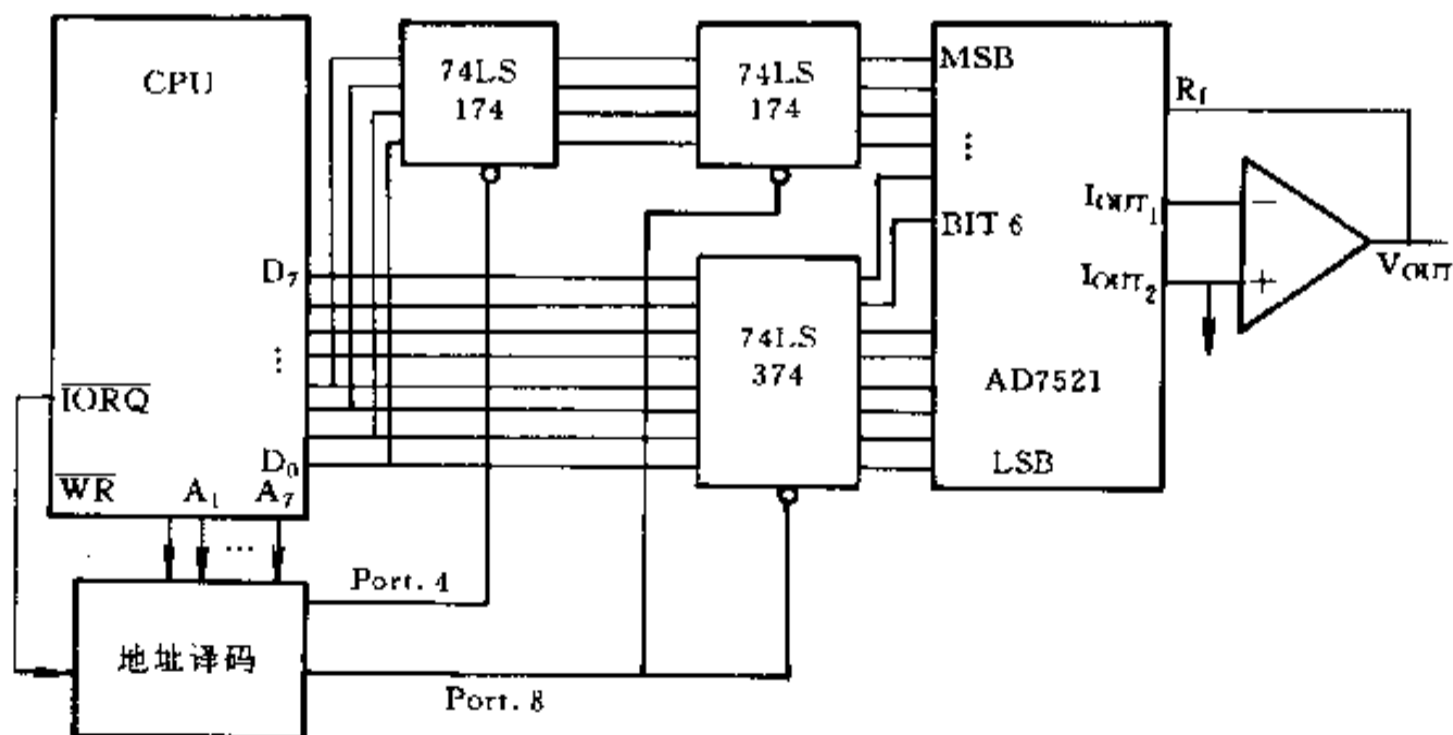 CPU
D7
⋮
IORQ
D0
WR
A1
A7
…
地址译码
Port. 4
Port. 8
74LS
174
74LS
174
74LS
374
MSB
⋮
BIT 6
AD7521
LSB
Rf
IOUT1
IOUT2
−
+
VOUT